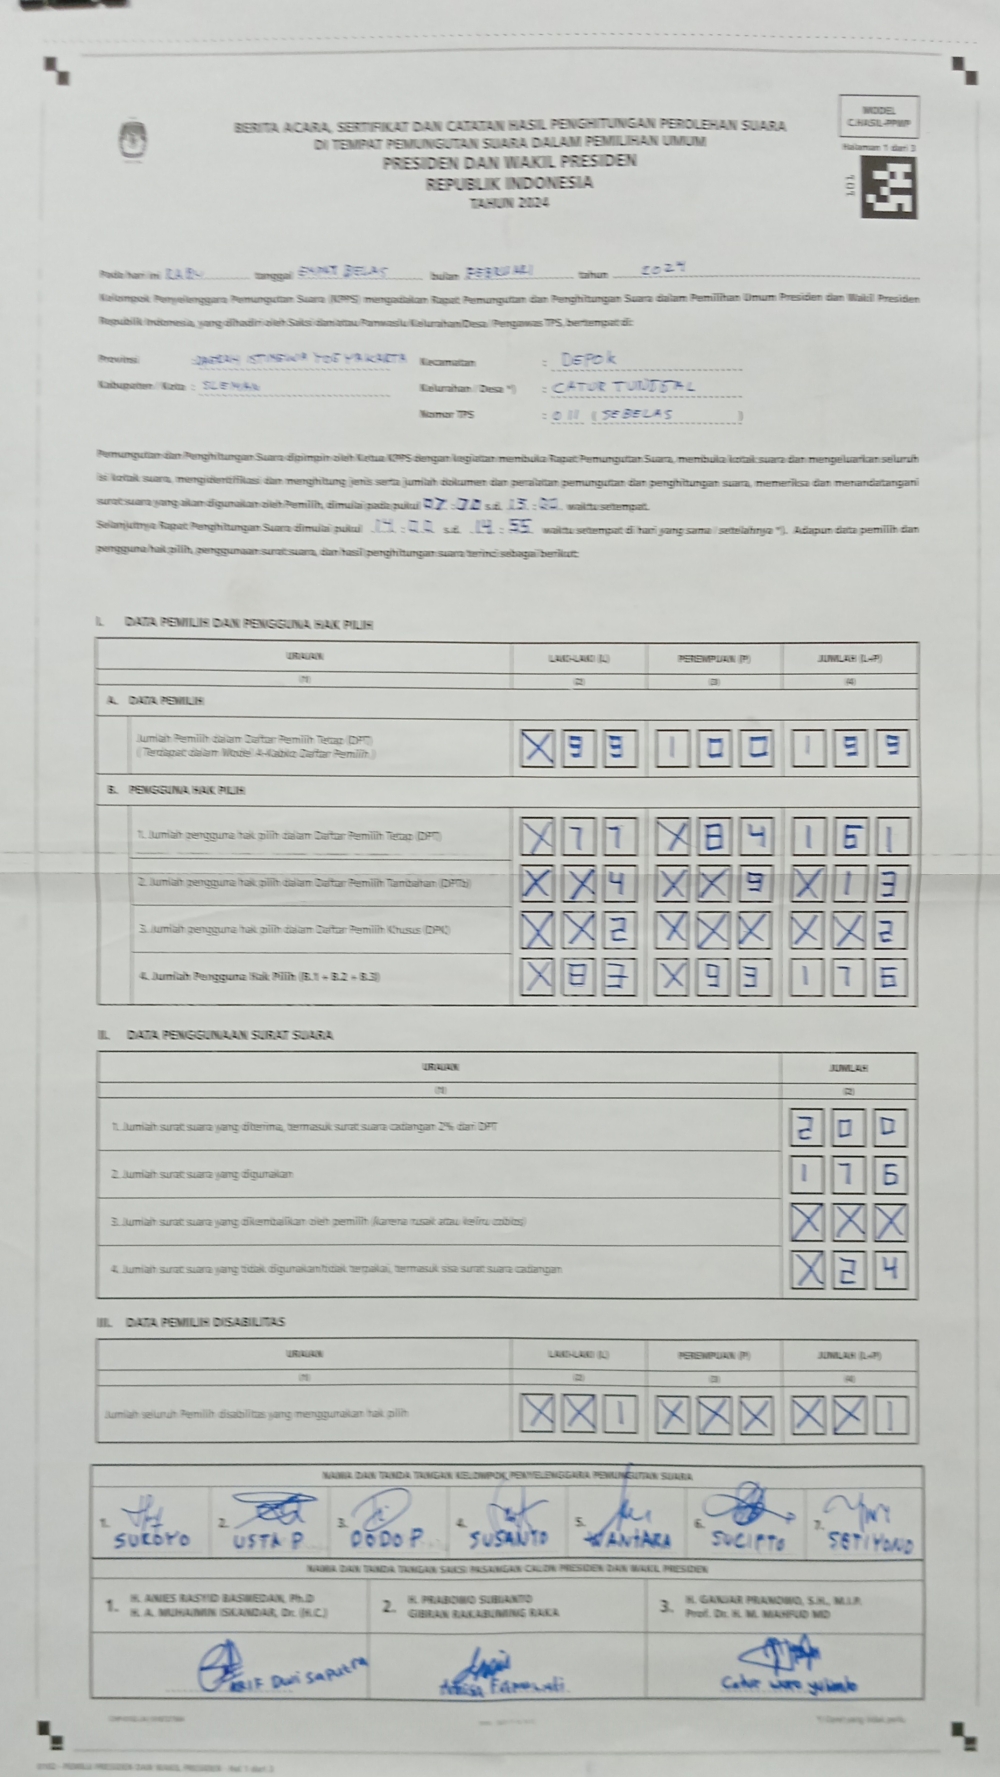 MODEL
C.HASIL-PPWP
Halaman 1 dari 3
BERITA ACARA, SERTIFIKAT DAN CATATAN HASIL PENGHITUNGAN PEROLEHAN SUARA
DI TEMPAT PEMUNGUTAN SUARA DALAM PEMILIHAN UMUM
PRESIDEN DAN WAKIL PRESIDEN
REPUBLIK INDONESIA
TAHUN 2024
Pada hari ini RABU tanggal EMPAT BELAS bulan FEBRUARI tahun 2024
Kelompok Penyelenggara Pemungutan Suara (KPPS) mengadakan Rapat Pemungutan dan Penghitungan Suara dalam Pemilihan Umum Presiden dan Wakil Presiden
Republik Indonesia, yang dihadiri oleh Saksi dan/atau Panwaslu Kelurahan/Desa/Pengawas TPS, bertempat di:
Provinsi : DAERAH ISTIMEWA YOGYAKARTA Kecamatan : DEPOK
Kabupaten/Kota : SLEMAN Kelurahan / Desa *) : CATUR TUNGGAL
Nomor TPS : 011 (SEBELAS)
Pemungutan dan Penghitungan Suara dipimpin oleh Ketua KPPS dengan kegiatan membuka Rapat Pemungutan Suara, membuka kotak suara dan mengeluarkan seluruh
isi kotak suara, mengidentifikasi dan menghitung jenis serta jumlah dokumen dan peralatan pemungutan dan penghitungan suara, memeriksa dan menandatangani
surat suara yang akan digunakan oleh Pemilih, dimulai pada pukul 07 : 00 s.d. 13 : 00 waktu setempat.
Selanjutnya Rapat Penghitungan Suara dimulai pukul 14 : 00 s.d. 14 : 55 waktu setempat di hari yang sama / setelahnya *). Adapun data pemilih dan
pengguna hak pilih, penggunaan surat suara, dan hasil penghitungan suara terinci sebagai berikut:
I. DATA PEMILIH DAN PENGGUNA HAK PILIH
URAIAN LAKI-LAKI (L) PEREMPUAN (P) JUMLAH (L+P)
(1) (2) (3) (4)
A. DATA PEMILIH
Jumlah Pemilih dalam Daftar Pemilih Tetap (DPT)
( Terdapat dalam Model A-Kabko Daftar Pemilih ) X 9 9 1 0 0 1 9 9
B. PENGGUNA HAK PILIH
1. Jumlah pengguna hak pilih dalam Daftar Pemilih Tetap (DPT) X 7 7 X 8 4 1 6 1
2. Jumlah pengguna hak pilih dalam Daftar Pemilih Tambahan (DPTb) X X 4 X X 9 X 1 3
3. Jumlah pengguna hak pilih dalam Daftar Pemilih Khusus (DPK) X X 2 X X X X X 2
4. Jumlah Pengguna Hak Pilih (B.1 + B.2 + B.3) X 8 3 X 9 3 1 7 6
II. DATA PENGGUNAAN SURAT SUARA
URAIAN JUMLAH
(1) (2)
1. Jumlah surat suara yang diterima, termasuk surat suara cadangan 2% dari DPT 2 0 0
2. Jumlah surat suara yang digunakan 1 7 6
3. Jumlah surat suara yang dikembalikan oleh pemilih (karena rusak atau keliru coblos) X X X
4. Jumlah surat suara yang tidak digunakan/tidak terpakai, termasuk sisa surat suara cadangan X 2 4
III. DATA PEMILIH DISABILITAS
URAIAN LAKI-LAKI (L) PEREMPUAN (P) JUMLAH (L+P)
(1) (2) (3) (4)
Jumlah seluruh Pemilih disabilitas yang menggunakan hak pilih X X 1 X X X X X 1
NAMA DAN TANDA TANGAN KELOMPOK PENYELENGGARA PEMUNGUTAN SUARA
1. 2. 3. 4. 5. 6. 7.
SUROYO USTA P DODO P. SUSANTO WANTARA SUCIPTO SETIYONO
NAMA DAN TANDA TANGAN SAKSI PASANGAN CALON PRESIDEN DAN WAKIL PRESIDEN
1. H. ANIES RASYID BASWEDAN, Ph.D
H. A. MUHAIMIN ISKANDAR, Dr. (H.C.)
2. H. PRABOWO SUBIANTO
GIBRAN RAKABUMING RAKA
3. H. GANJAR PRANOWO, S.H., M.I.P.
Prof. Dr. H. M. MAHFUD MD
ARIF Dwi Saputra
Catur
*) Coret yang tidak perlu